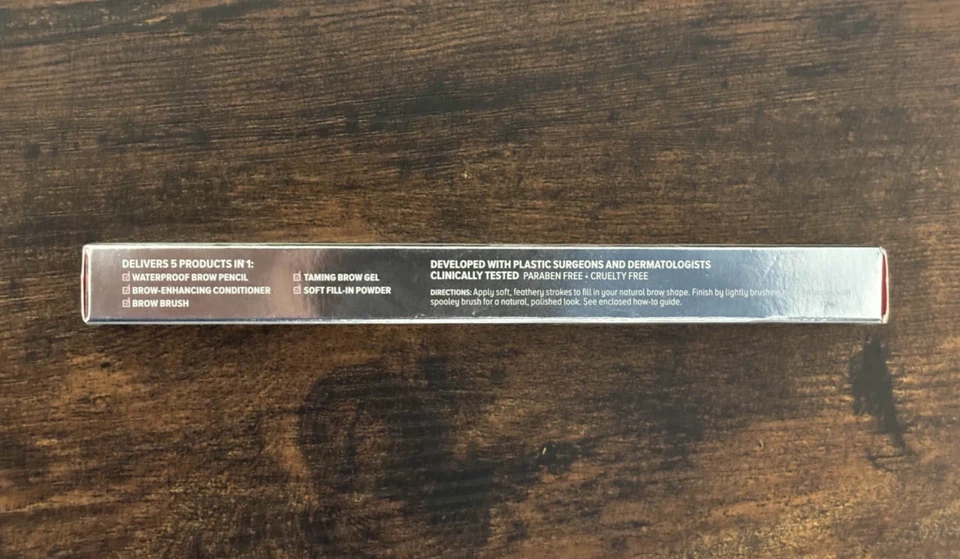 DELIVERS 5 PRODUCTS IN 1:
☑ WATERPROOF BROW PENCIL
☑ BROW-ENHANCING CONDITIONER
☑ BROW BRUSH
☑ TAMING BROW GEL
☑ SOFT FILL-IN POWDER
DEVELOPED WITH PLASTIC SURGEONS AND DERMATOLOGISTS
CLINICALLY TESTED PARABEN FREE • CRUELTY FREE
DIRECTIONS: Apply soft, feathery strokes to fill in your natural brow shape. Finish by lightly brushing with
spooley brush for a natural, polished look. See enclosed how-to guide.